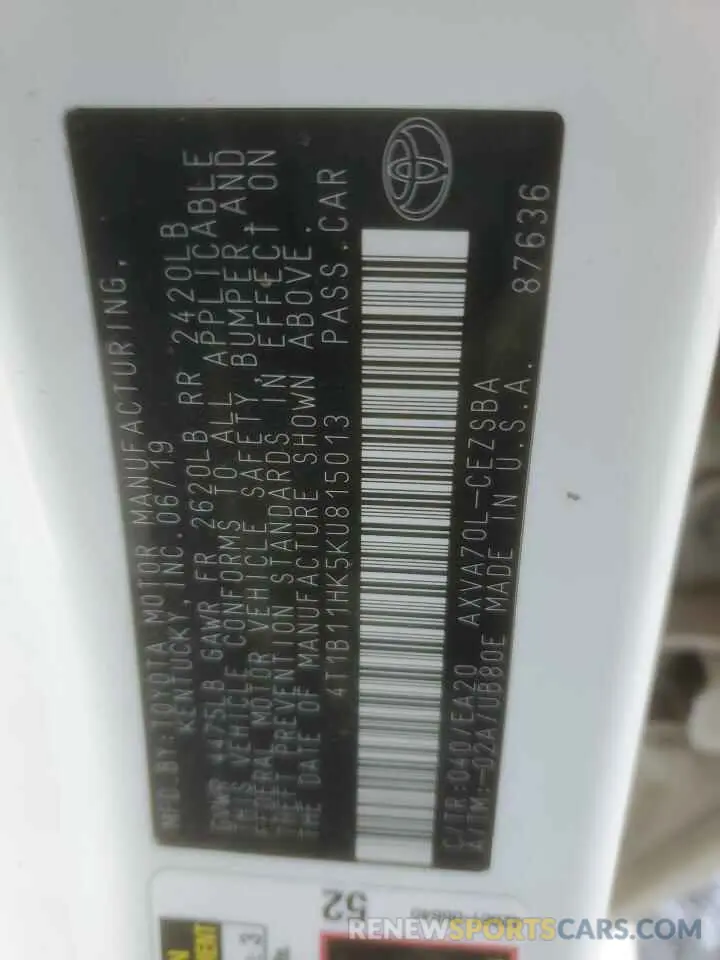 MFD.BY:TOYOTA MOTOR MANUFACTURING,
KENTUCKY, INC.06/19
GVWR 4475LB GAWR FR 2620LB RR 2420LB
THIS VEHICLE CONFORMS TO ALL APPLICABLE
FEDERAL MOTOR VEHICLE SAFETY, BUMPER AND
THEFT PREVENTION STANDARDS IN EFFECT ON
THE DATE OF MANUFACTURE SHOWN ABOVE.
4T1B11HK5KU815013 PASS.CAR
C/TR:040/EA20 AXVA70L-CEZSBA
A/TM:-02A/UB80E MADE IN U.S.A. 87636
52
RENEWSPORTSCARS.COM